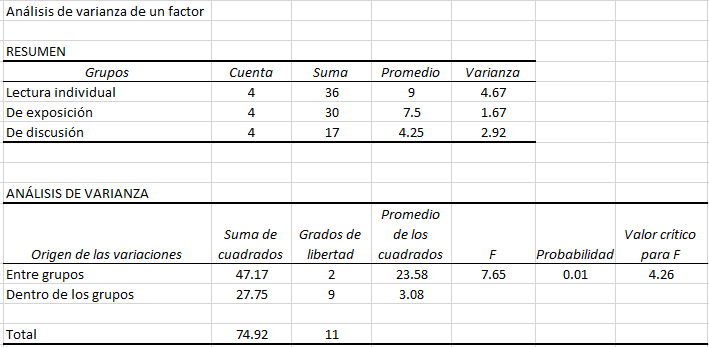 Análisis de varianza de un factor
RESUMEN
Grupos Cuenta Suma Promedio Varianza
Lectura individual 4 36 9 4.67
De exposición 4 30 7.5 1.67
De discusión 4 17 4.25 2.92
ANÁLISIS DE VARIANZA
Origen de las variaciones Suma de cuadrados Grados de libertad Promedio de los cuadrados F Probabilidad Valor crítico para F
Entre grupos 47.17 2 23.58 7.65 0.01 4.26
Dentro de los grupos 27.75 9 3.08
Total 74.92 11